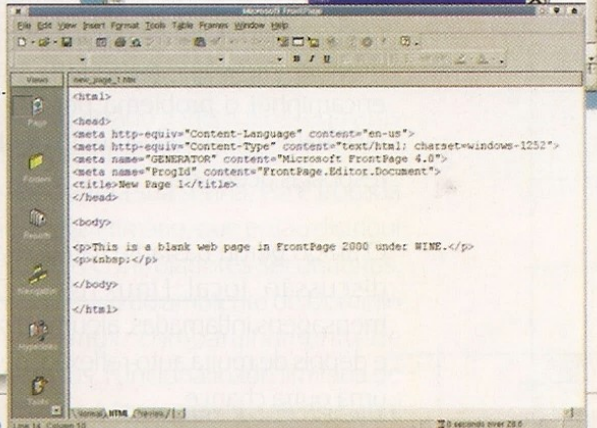 Microsoft FrontPage
File Edit View Insert Format Tools Table Frames Window Help
B I U
Views new_page_1.htm
<html>
Page
<head>
<meta http-equiv="Content-Language" content="en-us">
<meta http-equiv="Content-Type" content="text/html; charset=windows-1252">
<meta name="GENERATOR" content="Microsoft FrontPage 4.0">
<meta name="ProgId" content="FrontPage.Editor.Document">
<title>New Page 1</title>
</head>
Folders
<body>
Reports
<p>This is a blank web page in FrontPage 2000 under WINE.</p>
<p>&nbsp;</p>
Navigation
</body>
</html>
Hyperlinks
Tasks
Normal HTML Preview
Line 14, Column 50
0 seconds over 28.8